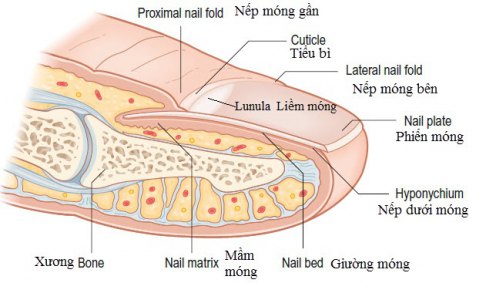 Proximal nail fold Nếp móng gần
Cuticle
Tiểu bì
Lateral nail fold
Nếp móng bên
Lunula Liềm móng
Nail plate
Phiến móng
Hyponychium
Nếp dưới móng
Xương Bone
Nail matrix Mầm
móng
Nail bed Giường móng